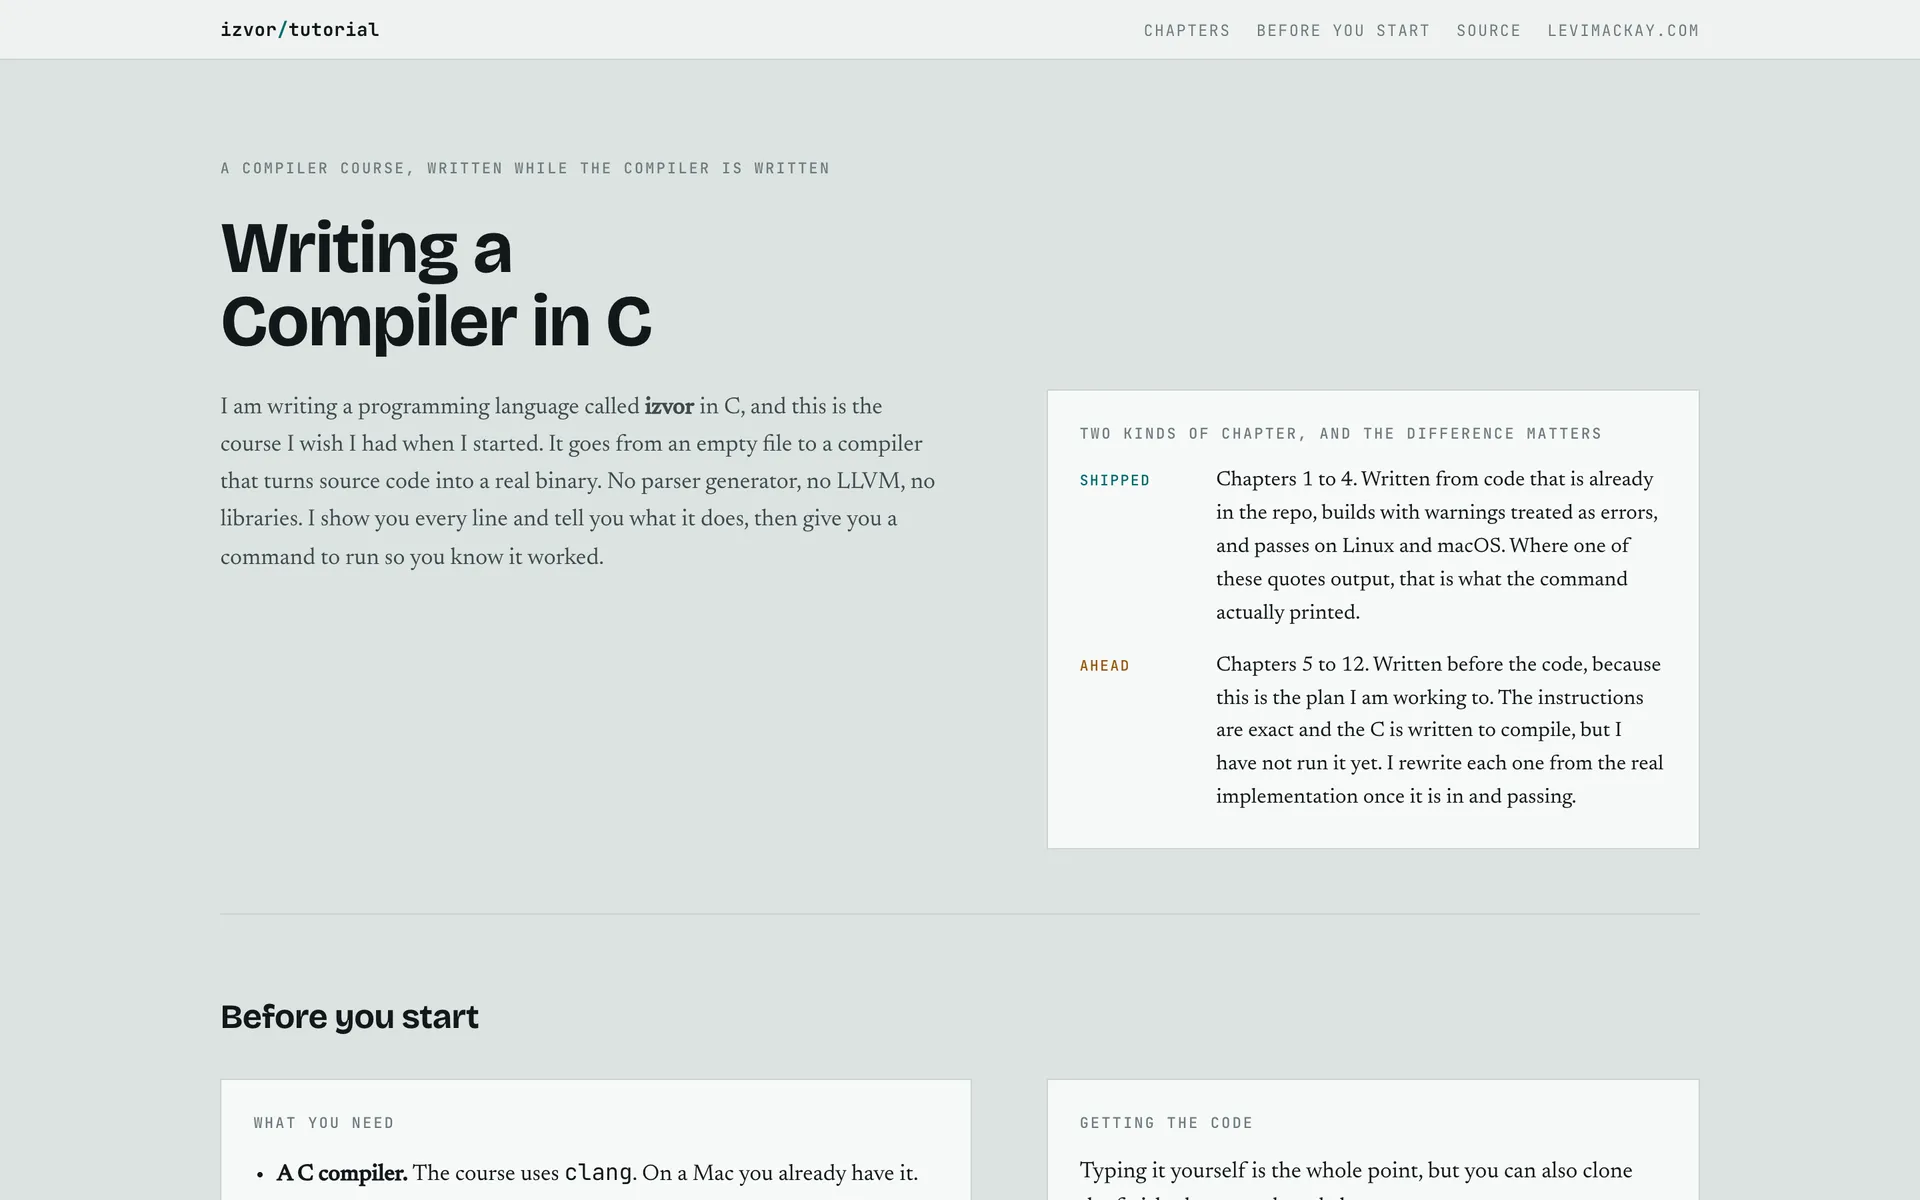 izvor/tutorial
CHAPTERS BEFORE YOU START SOURCE LEVIMACKAY.COM
A COMPILER COURSE, WRITTEN WHILE THE COMPILER IS WRITTEN
Writing a
Compiler in C
I am writing a programming language called izvor in C, and this is the
course I wish I had when I started. It goes from an empty file to a compiler
that turns source code into a real binary. No parser generator, no LLVM, no
libraries. I show you every line and tell you what it does, then give you a
command to run so you know it worked.
TWO KINDS OF CHAPTER, AND THE DIFFERENCE MATTERS
SHIPPED
Chapters 1 to 4. Written from code that is already
in the repo, builds with warnings treated as errors,
and passes on Linux and macOS. Where one of
these quotes output, that is what the command
actually printed.
AHEAD
Chapters 5 to 12. Written before the code, because
this is the plan I am working to. The instructions
are exact and the C is written to compile, but I
have not run it yet. I rewrite each one from the real
implementation once it is in and passing.
Before you start
WHAT YOU NEED
• A C compiler. The course uses clang. On a Mac you already have it.
GETTING THE CODE
Typing it yourself is the whole point, but you can also clone